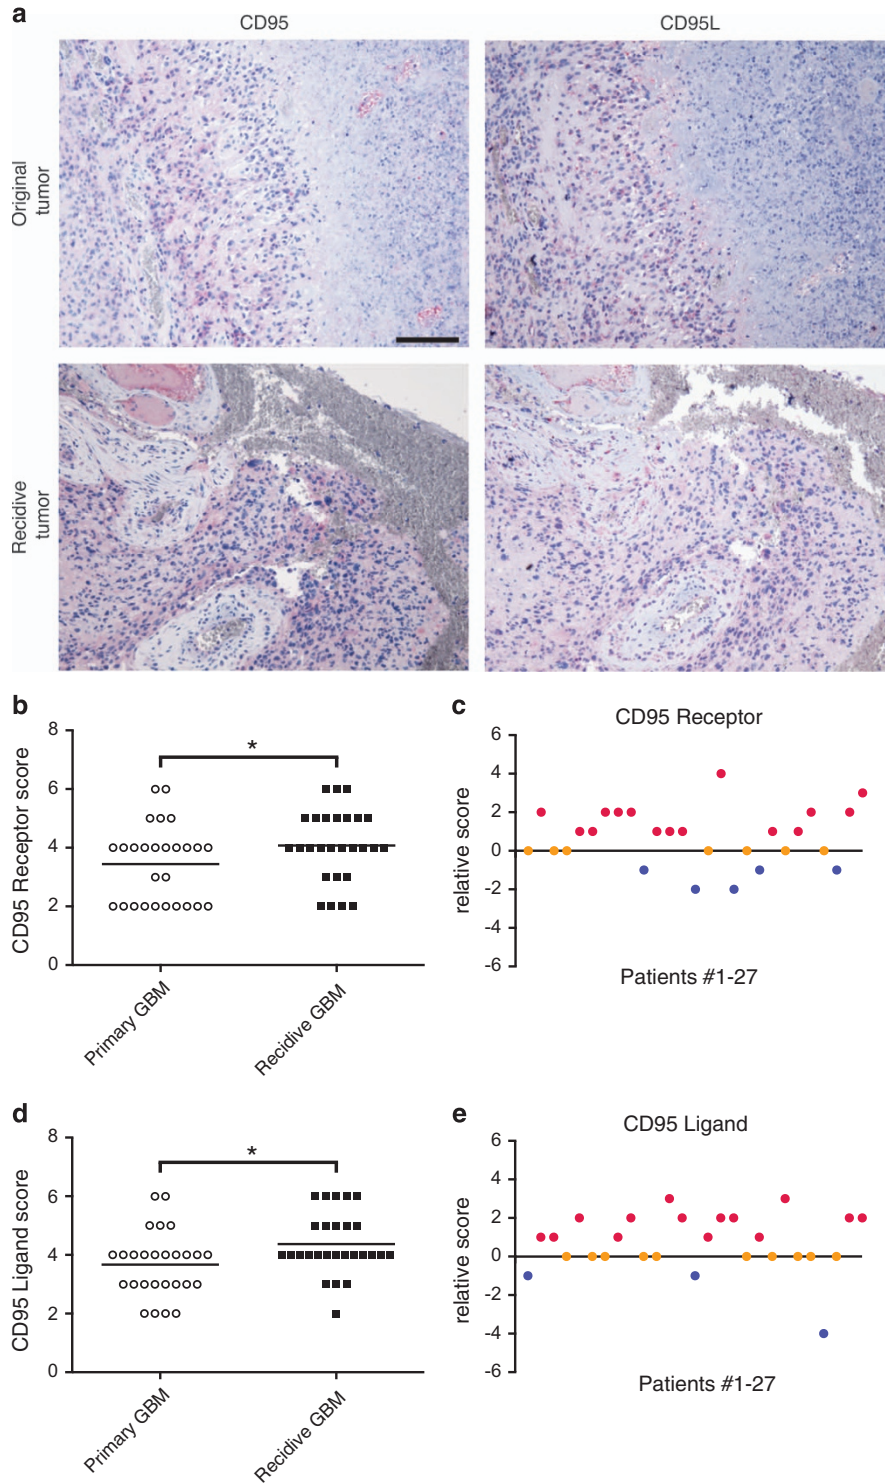 a
CD95
CD95L
Original
tumor
Recidive
tumor
b
8
6
4
2
0
CD95 Receptor score
*
Primary GBM
Recidive GBM
c
CD95 Receptor
6
4
2
0
-2
-4
-6
relative score
Patients #1-27
d
8
6
4
2
0
CD95 Ligand score
*
Primary GBM
Recidive GBM
e
CD95 Ligand
6
4
2
0
-2
-4
-6
relative score
Patients #1-27